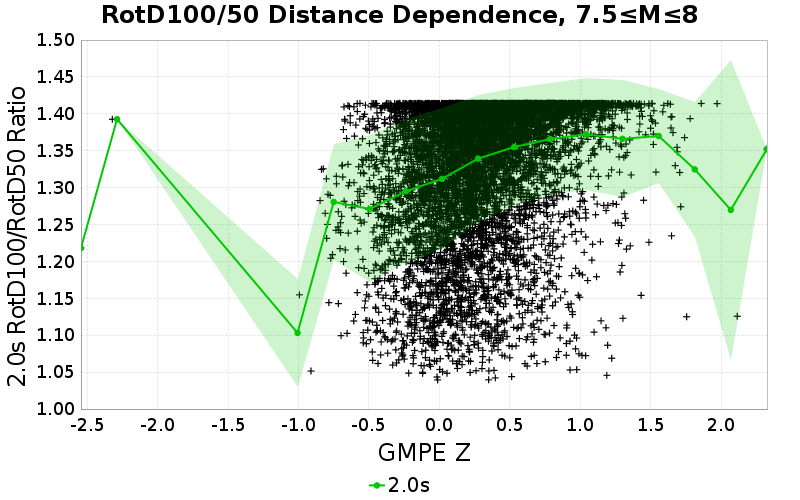 RotD100/50 Distance Dependence, 7.5≤M≤8
2.0s RotD100/RotD50 Ratio
1.50
1.45
1.40
1.35
1.30
1.25
1.20
1.15
1.10
1.05
1.00
-2.5 -2.0 -1.5 -1.0 -0.5 0.0 0.5 1.0 1.5 2.0
GMPE Z
2.0s